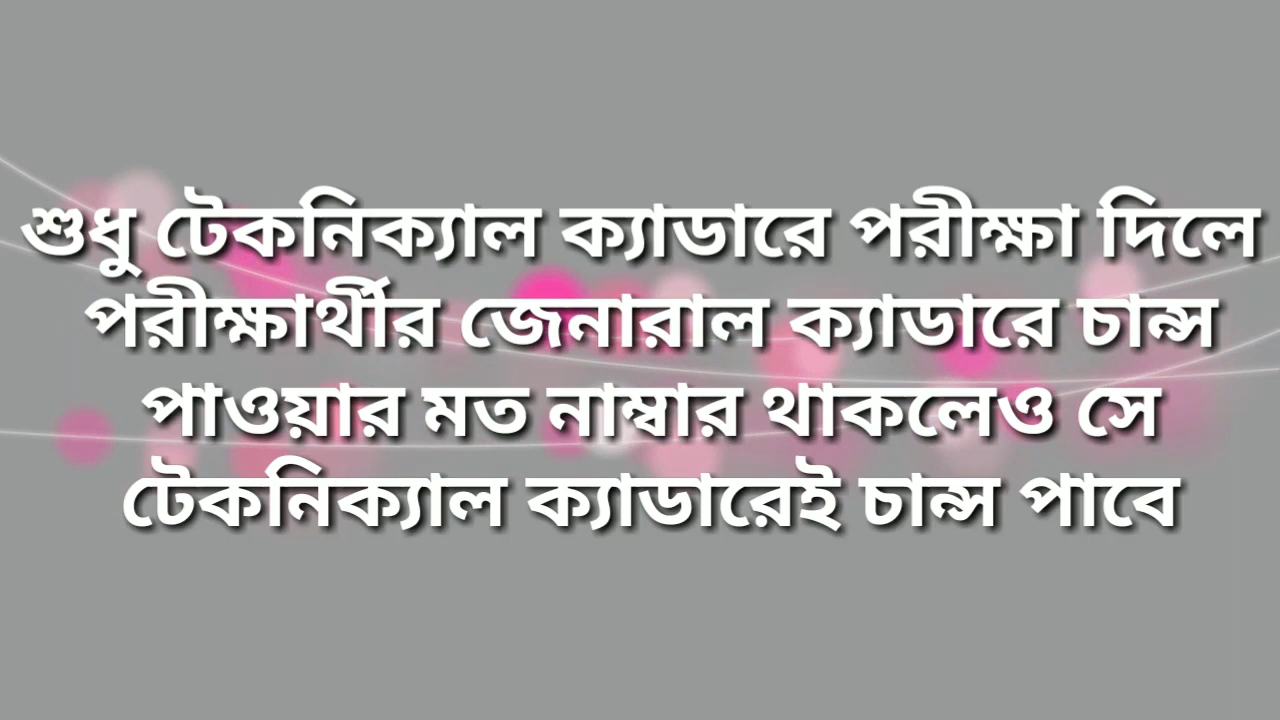 শুধু টেকনিক্যাল ক্যাডারে পরীক্ষা দিলে
পরীক্ষার্থীর জেনারাল ক্যাডারে চান্স
পাওয়ার মত নাম্বার থাকলেও সে
টেকনিক্যাল ক্যাডারেই চান্স পাবে